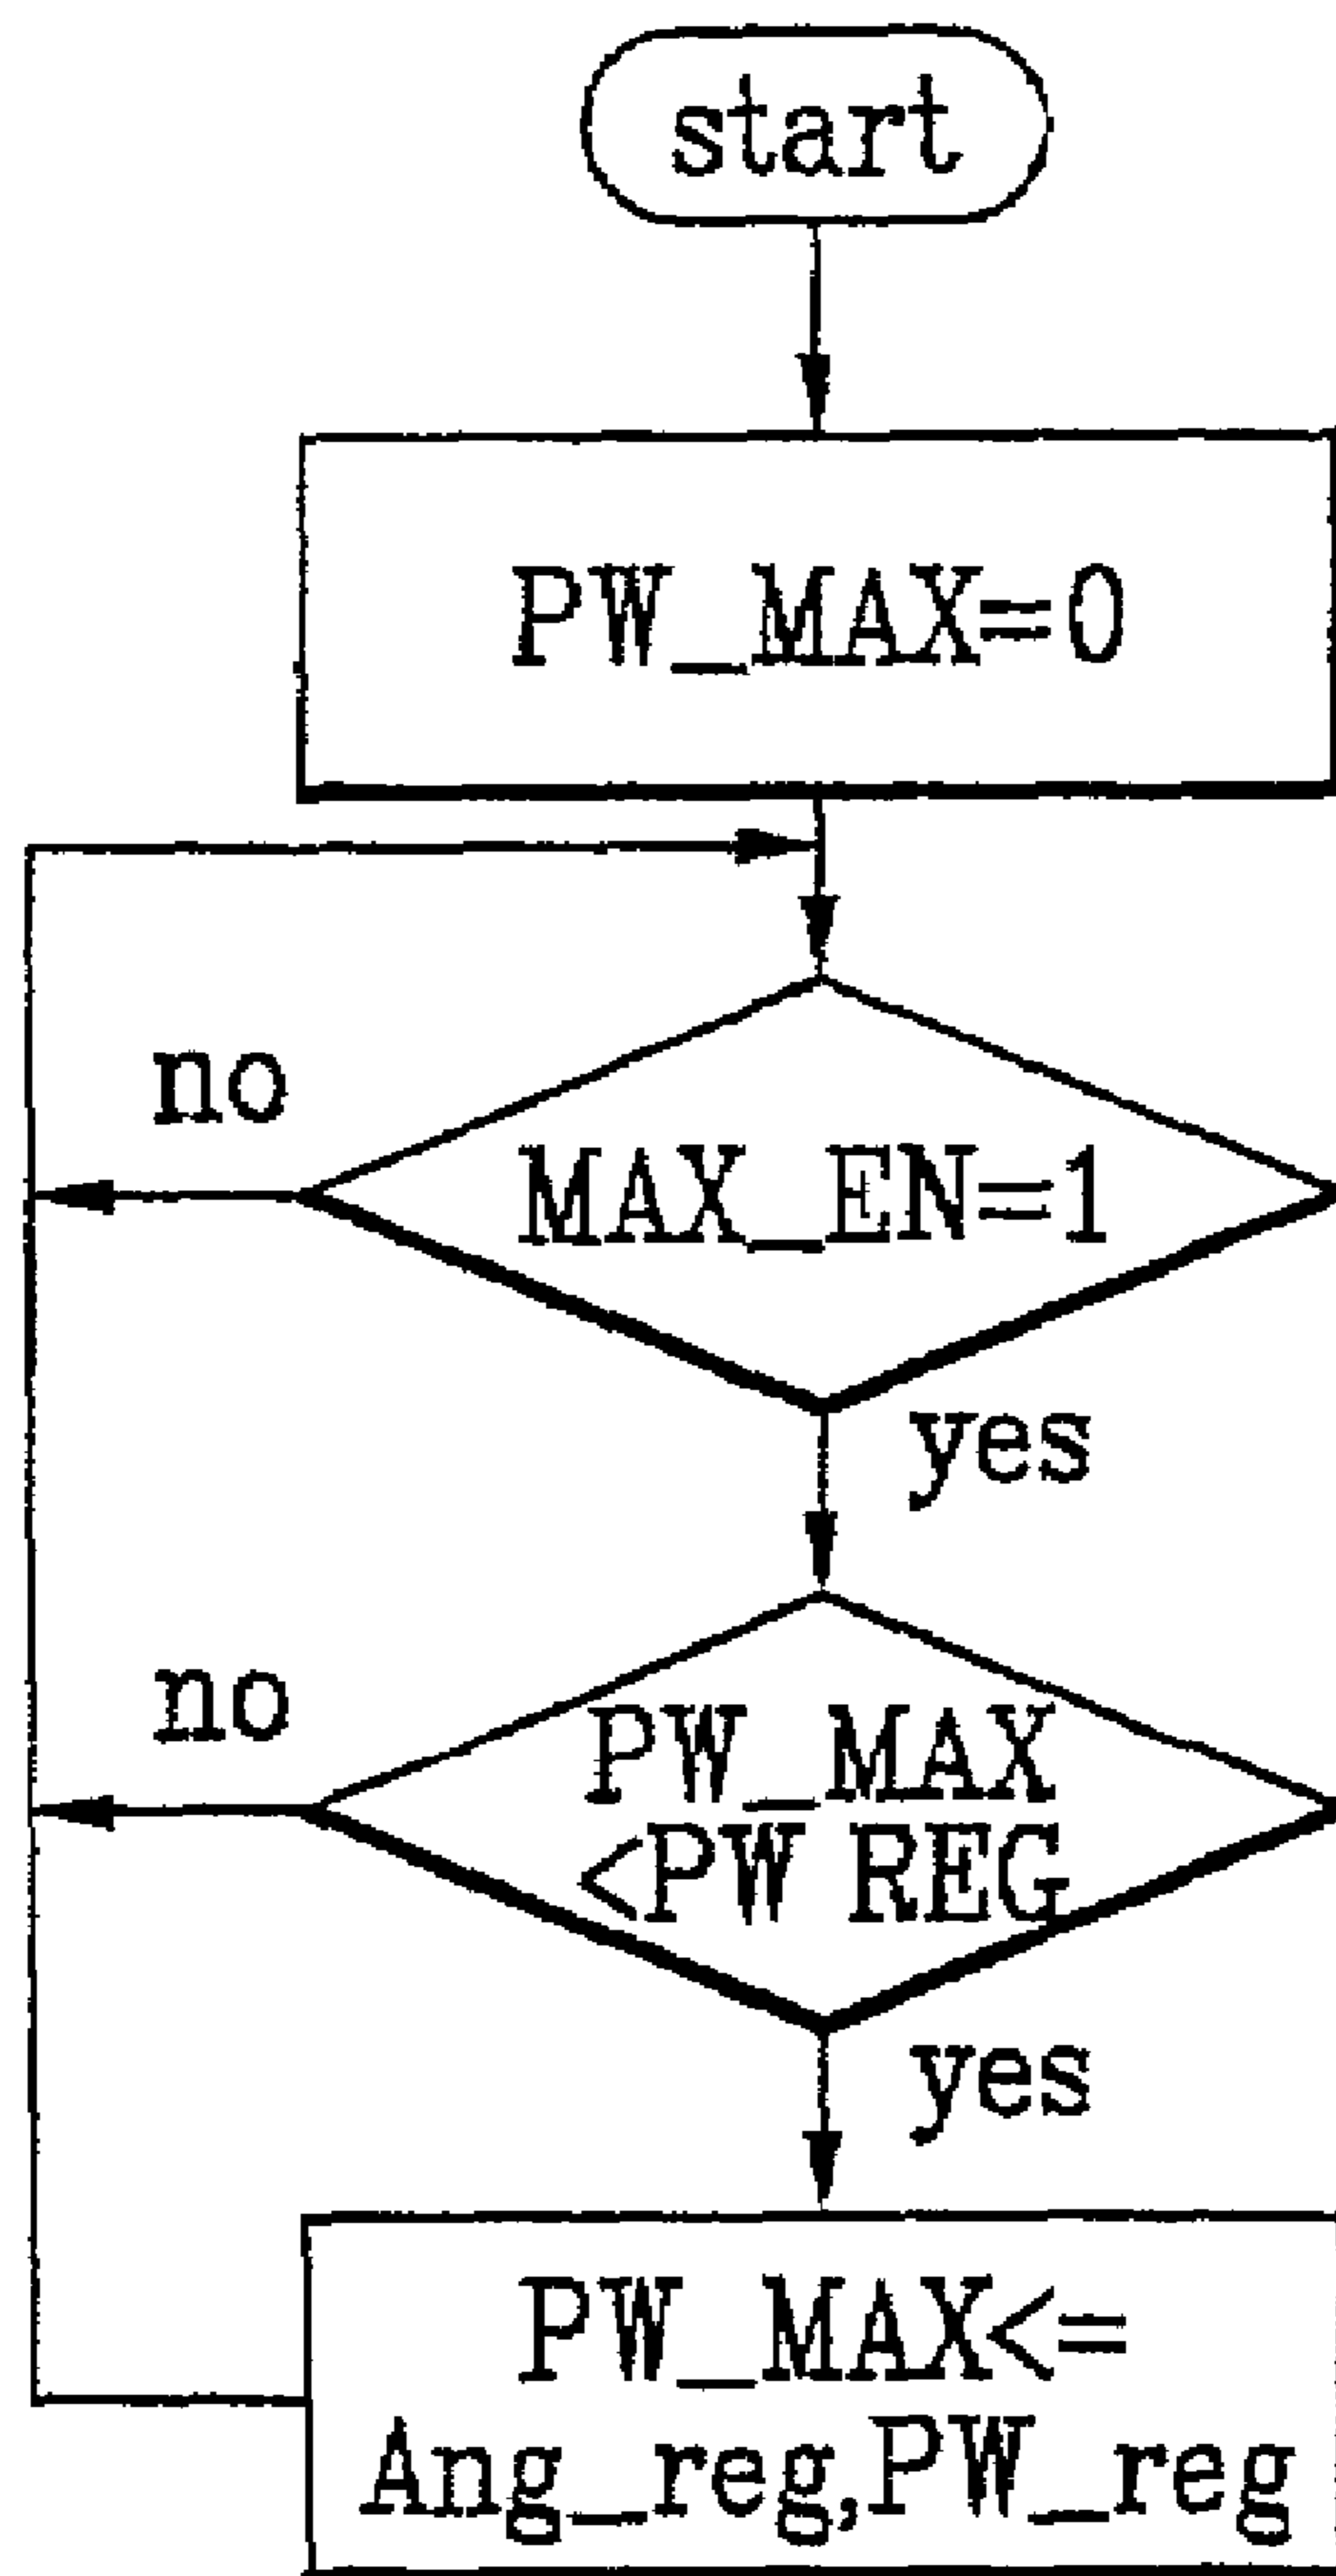 start
PW_MAX=0
no
MAX_EN=1
yes
no
PW_MAX
<PW REG
yes
PW_MAX<=
Ang_reg,PW_reg